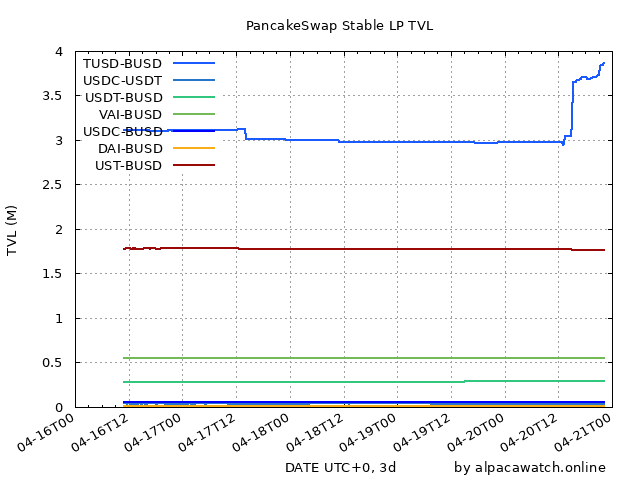 PancakeSwap Stable LP TVL
TVL (M)
4
3.5
3
2.5
2
1.5
1
0.5
0
TUSD-BUSD
USDC-USDT
USDT-BUSD
VAI-BUSD
USDC-BUSD
DAI-BUSD
UST-BUSD
04-16T00
04-16T12
04-17T00
04-17T12
04-18T00
04-18T12
04-19T00
04-19T12
04-20T00
04-20T12
04-21T00
DATE UTC+0, 3d
by alpacawatch.online